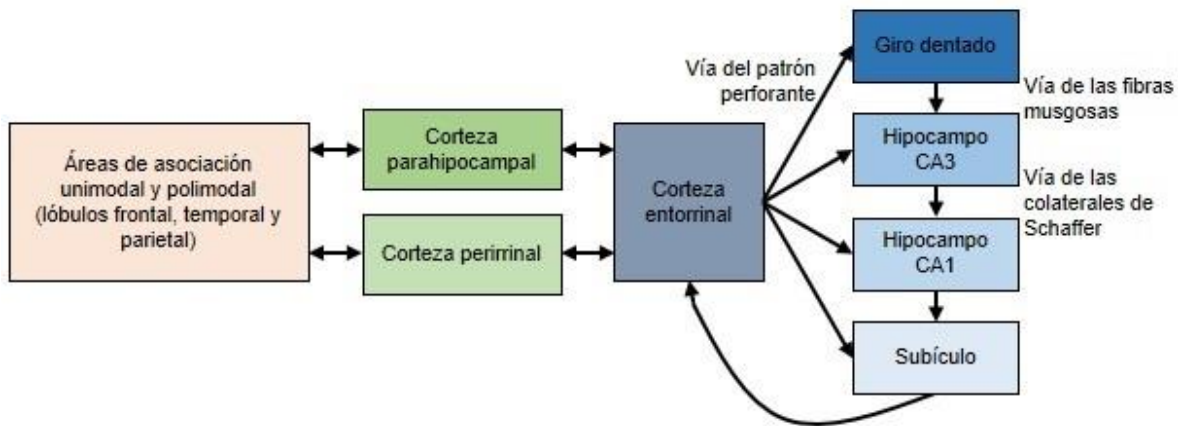 Áreas de asociación
unimodal y polimodal
(lóbulos frontal, temporal y
parietal)
Corteza
parahipocampal
Corteza perirrinal
Corteza
entorrinal
Vía del patrón
perforante
Giro dentado
Vía de las fibras
musgosas
Hipocampo
CA3
Vía de las
colaterales de
Schaffer
Hipocampo
CA1
Subículo